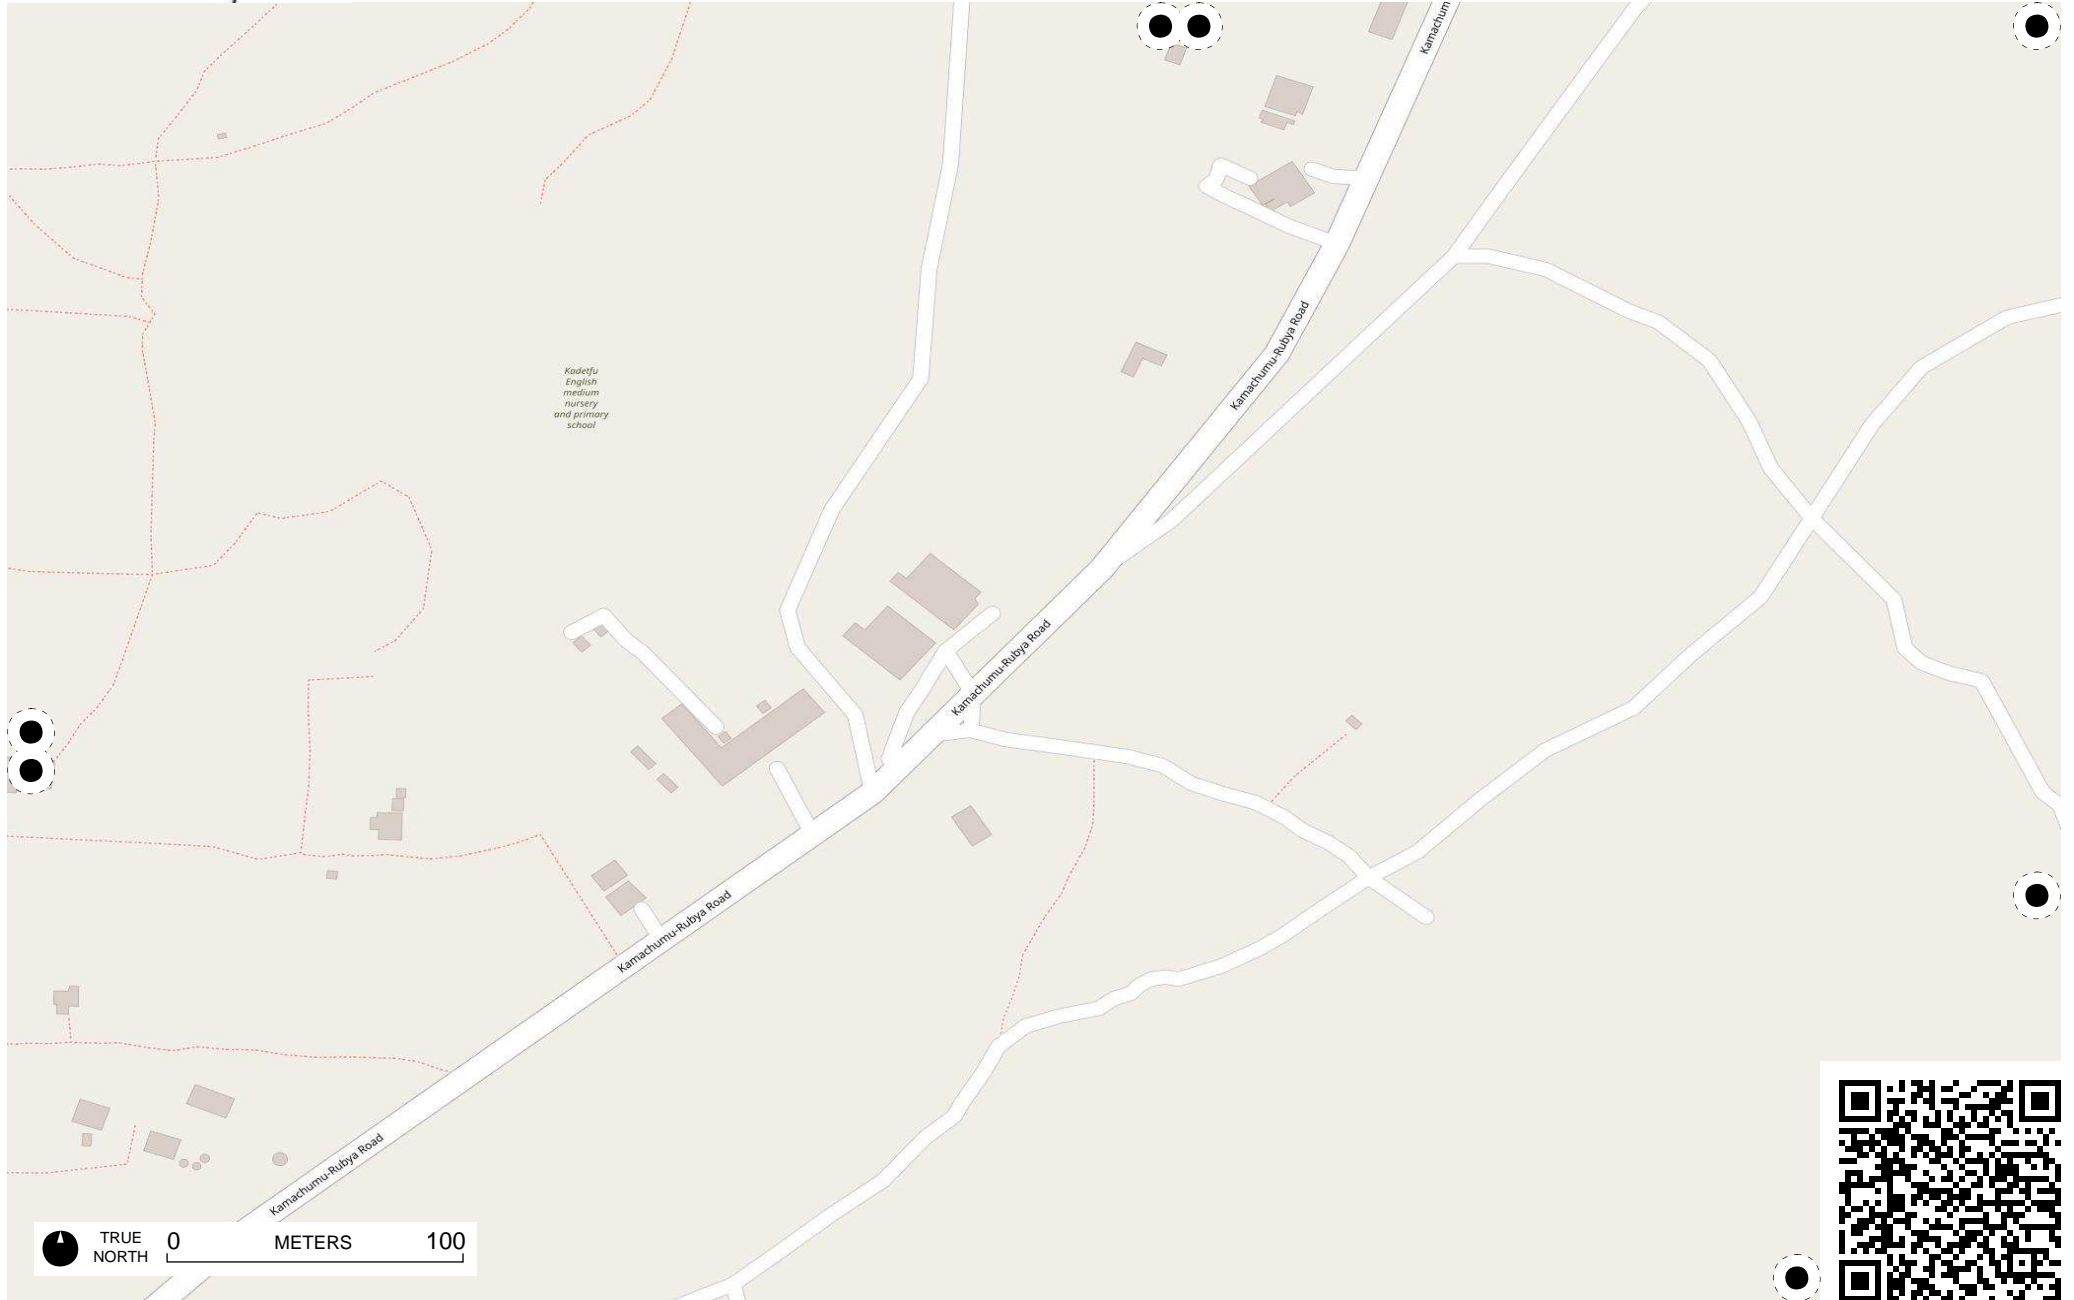 Kamachum
Kamachumu-Rubya Road
Kadetfu
English
medium
nursery
and primary
school
Kamachumu-Rubya Road
Kamachumu-Rubya Road
Kamachumu-Rubya Road
TRUE
NORTH
0
METERS
100